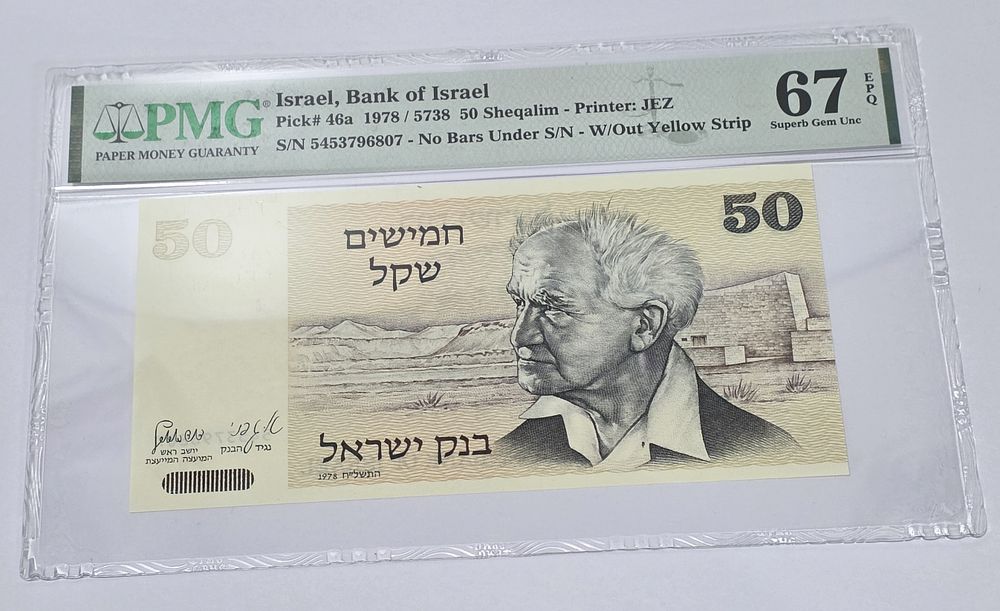 PMG®
PAPER MONEY GUARANTY
Israel, Bank of Israel
Pick# 46a 1978 / 5738 50 Sheqalim - Printer: JEZ
S/N 5453796807 - No Bars Under S/N - W/Out Yellow Strip
67 EPQ
Superb Gem Unc
50
50
חמישים
שקל
בנק ישראל
התשל"ח 1978
נגיד הבנק
יושב ראש
המועצה המייעצת